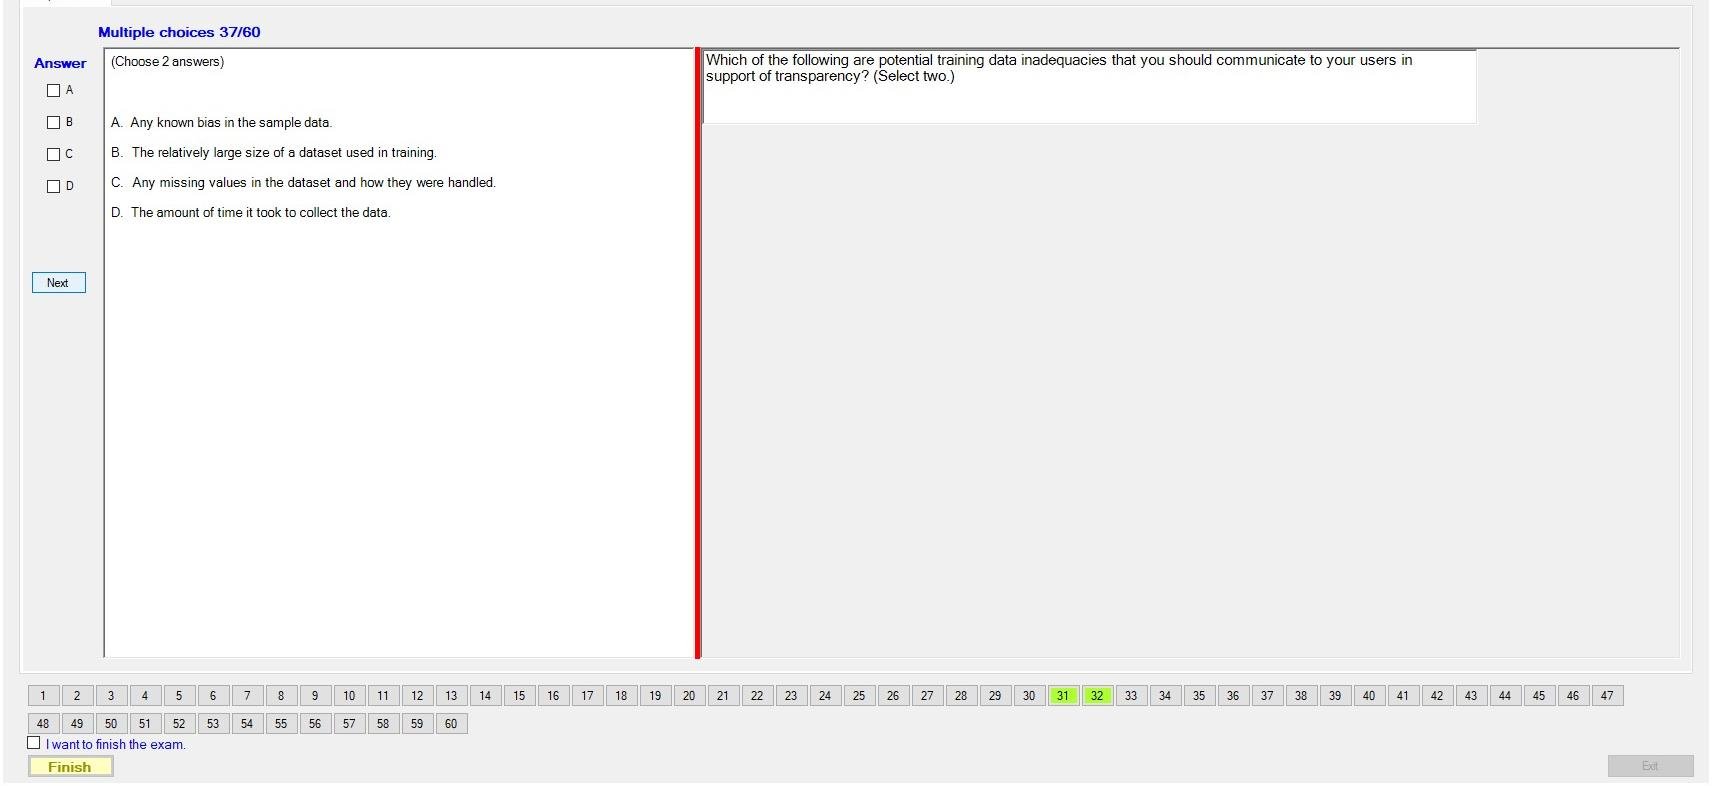 Multiple choices 37/60
Answer
A
B
C
D
Next
(Choose 2 answers)
A. Any known bias in the sample data.
B. The relatively large size of a dataset used in training.
C. Any missing values in the dataset and how they were handled.
D. The amount of time it took to collect the data.
Which of the following are potential training data inadequacies that you should communicate to your users in
support of transparency? (Select two.)
1 2 3 4 5 6 7 8 9 10 11 12 13 14 15 16 17 18 19 20 21 22 23 24 25 26 27 28 29 30 31 32 33 34 35 36 37 38 39 40 41 42 43 44 45 46 47
48 49 50 51 52 53 54 55 56 57 58 59 60
I want to finish the exam.
Finish
Exit